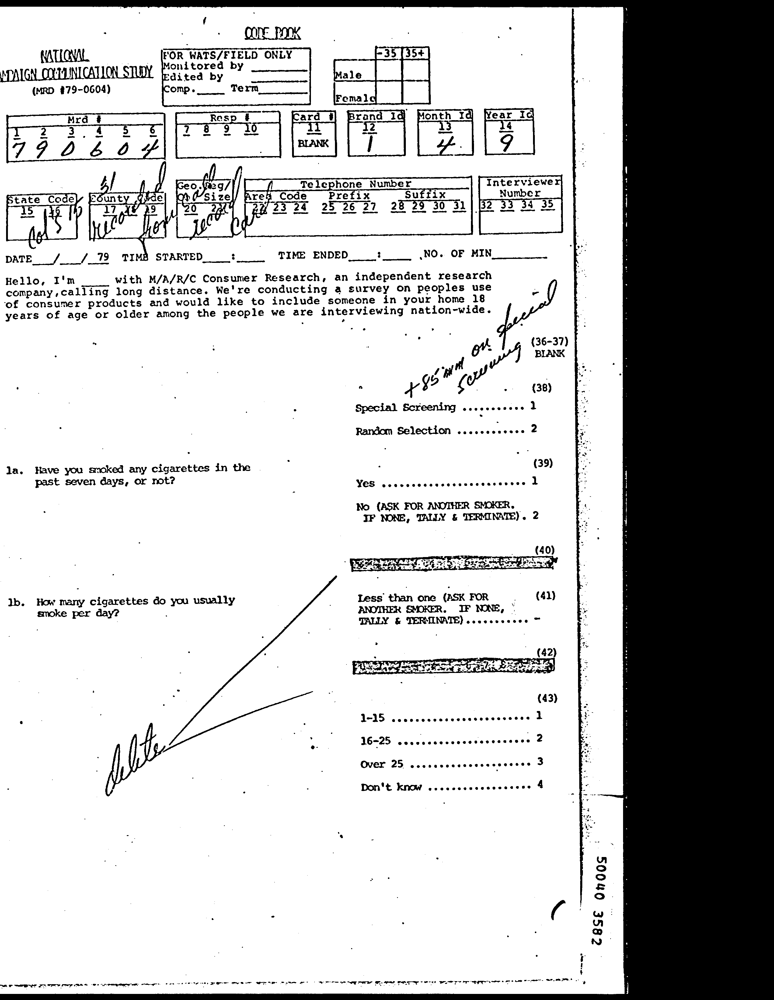 CODE BOOK
NATIONAL
COMMUNICATION STUDY
(MRD #79-0604)
FOR WATS/FIELD ONLY
Monitored by ________
Edited by ________
Comp.____ Term____
-35 35+
Male
Female
Mrd #
1 2 3 4 5 6
7 9 0 6 0 4
Resp #
7 8 9 10
Card #
11
BLANK
Brand Id
12
1
Month Id
13
4
Year Id
14
9
State Code
15 16
County Code
17 18 19
Geo. Reg/
Size
20 21
Telephone Number
Area Code Prefix Suffix
22 23 24 25 26 27 28 29 30 31
Interviewer
Number
32 33 34 35
recorded from call record card
DATE___/___/ 79 TIME STARTED____:____ TIME ENDED____:____ NO. OF MIN________
Hello, I'm ____ with M/A/R/C Consumer Research, an independent research
company,calling long distance. We're conducting a survey on peoples use
of consumer products and would like to include someone in your home 18
years of age or older among the people we are interviewing nation-wide.
+85 mm on special
screening
(36-37)
BLANK
(38)
Special Screening ........... 1
Random Selection ............ 2
1a. Have you smoked any cigarettes in the
past seven days, or not?
(39)
Yes ......................... 1
No (ASK FOR ANOTHER SMOKER.
IF NONE, TALLY & TERMINATE). 2
(40)
1b. How many cigarettes do you usually
smoke per day?
Less than one (ASK FOR
ANOTHER SMOKER. IF NONE,
TALLY & TERMINATE)........... -
(41)
(42)
delete
(43)
1-15 ........................ 1
16-25 ....................... 2
Over 25 ..................... 3
Don't know .................. 4
50040 3582